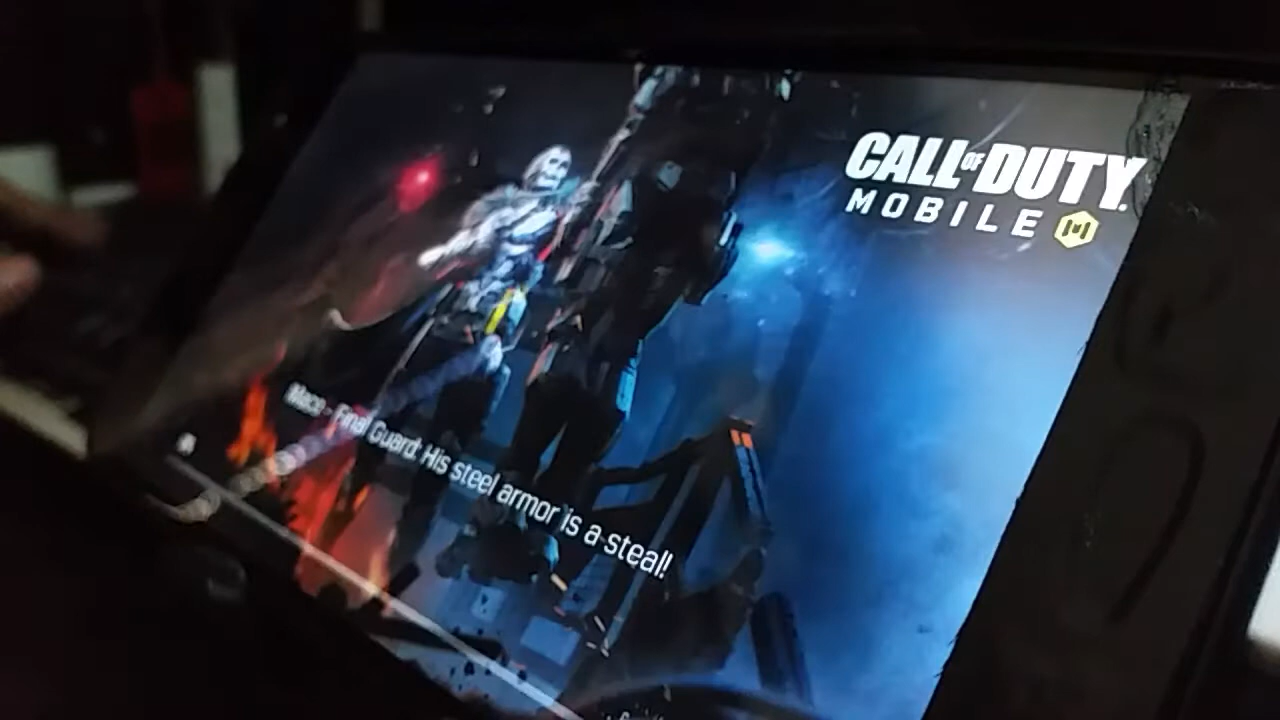 CALL OF DUTY
MOBILE
Mace - Final Guard: His steel armor is a steal!